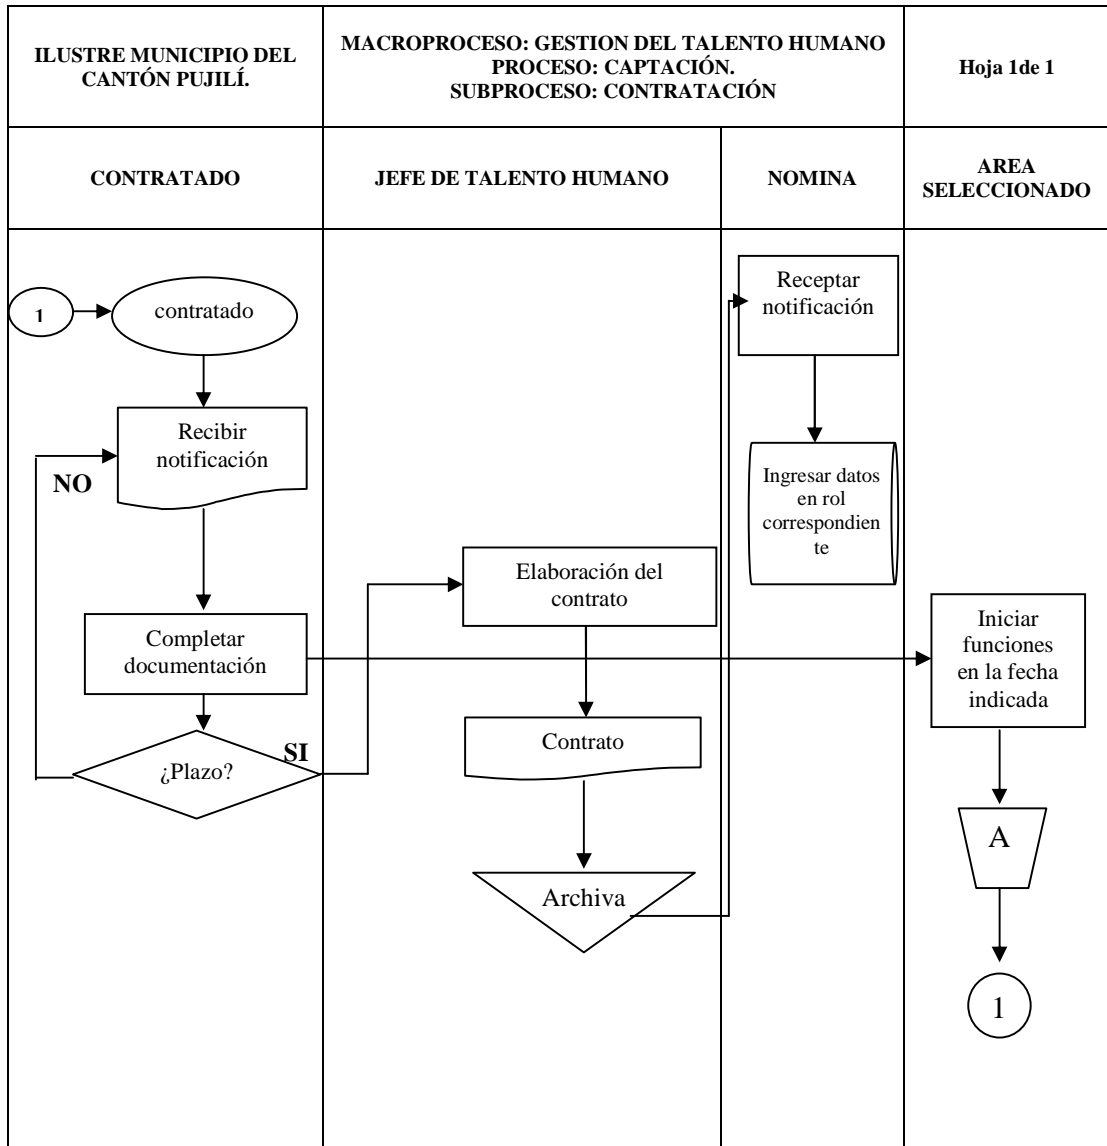 ILUSTRE MUNICIPIO DEL
CANTÓN PUJILÍ.
MACROPROCESO: GESTION DEL TALENTO HUMANO
PROCESO: CAPTACIÓN.
SUBPROCESO: CONTRATACIÓN
Hoja 1de 1
CONTRATADO
JEFE DE TALENTO HUMANO
NOMINA
AREA
SELECCIONADO
1
contratado
Recibir
notificación
NO
Completar
documentación
¿Plazo?
SI
Elaboración del
contrato
Contrato
Archiva
Receptar
notificación
Ingresar datos
en rol
correspondien
te
Iniciar
funciones
en la fecha
indicada
A
1